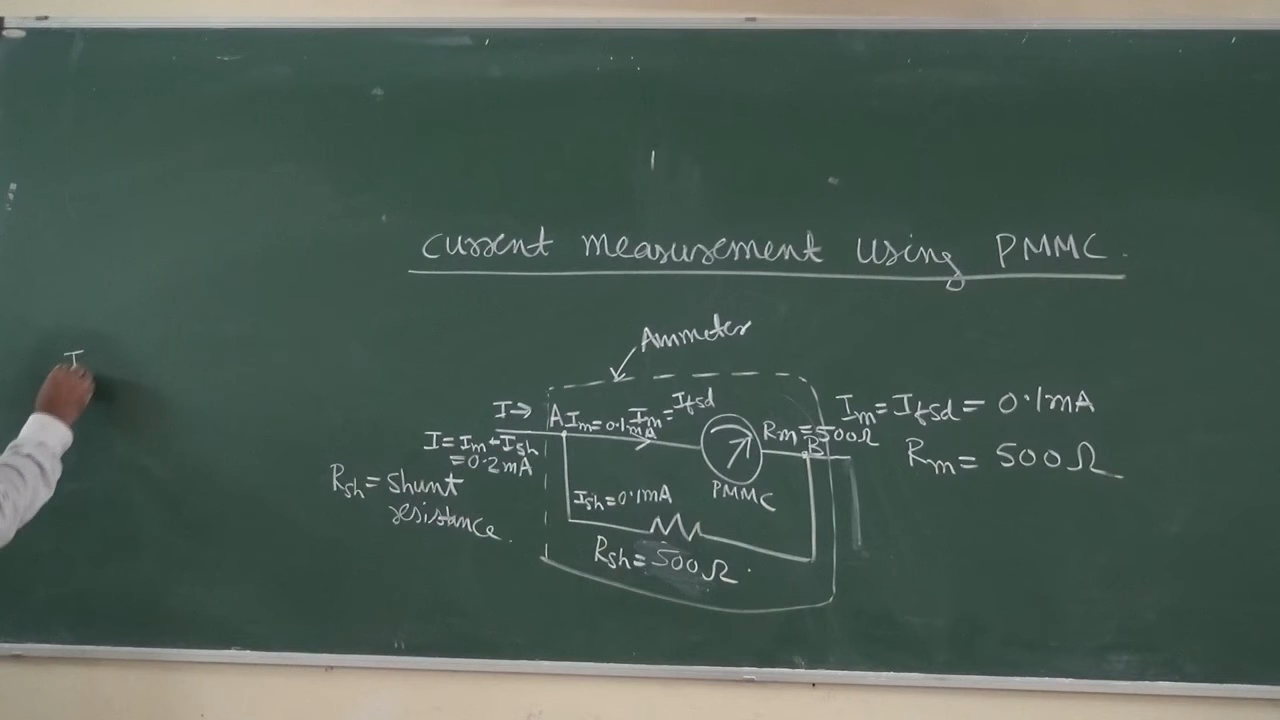 current measurement using PMMC.
Ammeter
I→
A
Im=0.1mA
Im=Ifsd
Im=Ifsd=0.1mA
Rm=500Ω
B
Rm=500Ω
I=Im+Ish
=0.2mA
PMMC
Rsh=Shunt
resistance.
Ish=0.1mA
Rsh=500Ω.
I